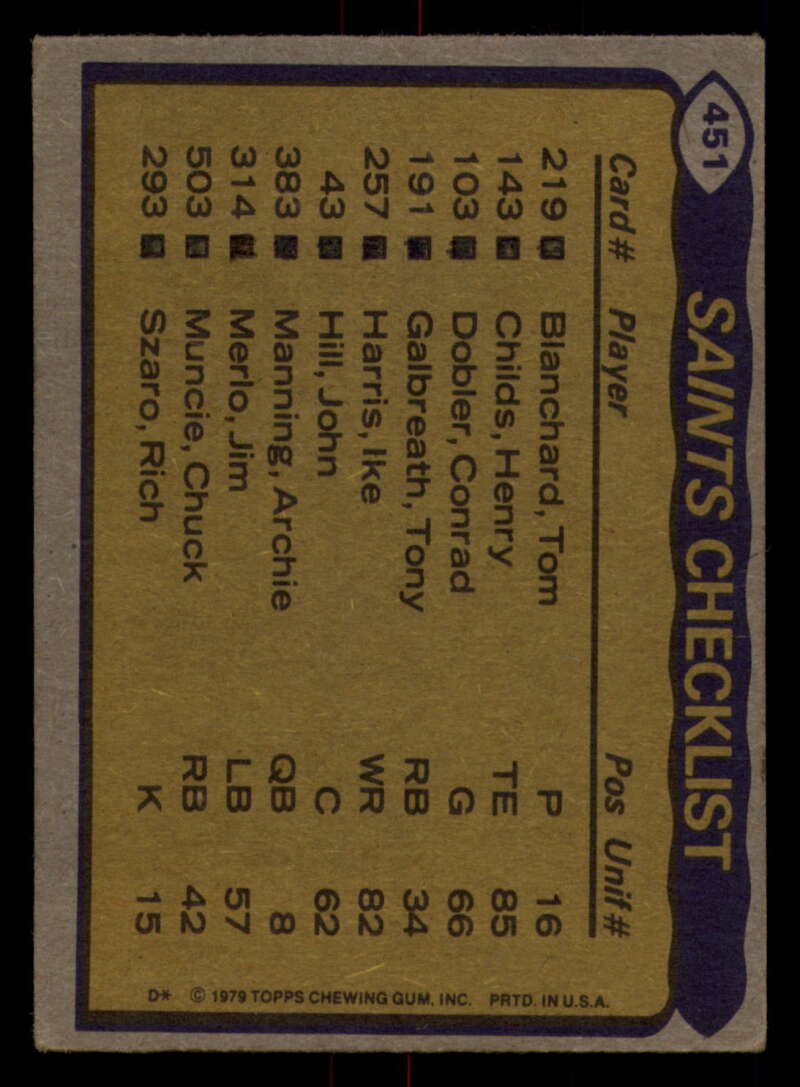 451
SAINTS CHECKLIST
Card # Player Pos Unif #
219 Blanchard, Tom P 16
143 Childs, Henry TE 85
103 Dobler, Conrad G 66
191 Galbreath, Tony RB 34
257 Harris, Ike WR 82
43 Hill, John C 62
383 Manning, Archie QB 8
314 Merlo, Jim LB 57
503 Muncie, Chuck RB 42
293 Szaro, Rich K 15
D* © 1979 TOPPS CHEWING GUM, INC. PRTD. IN U.S.A.